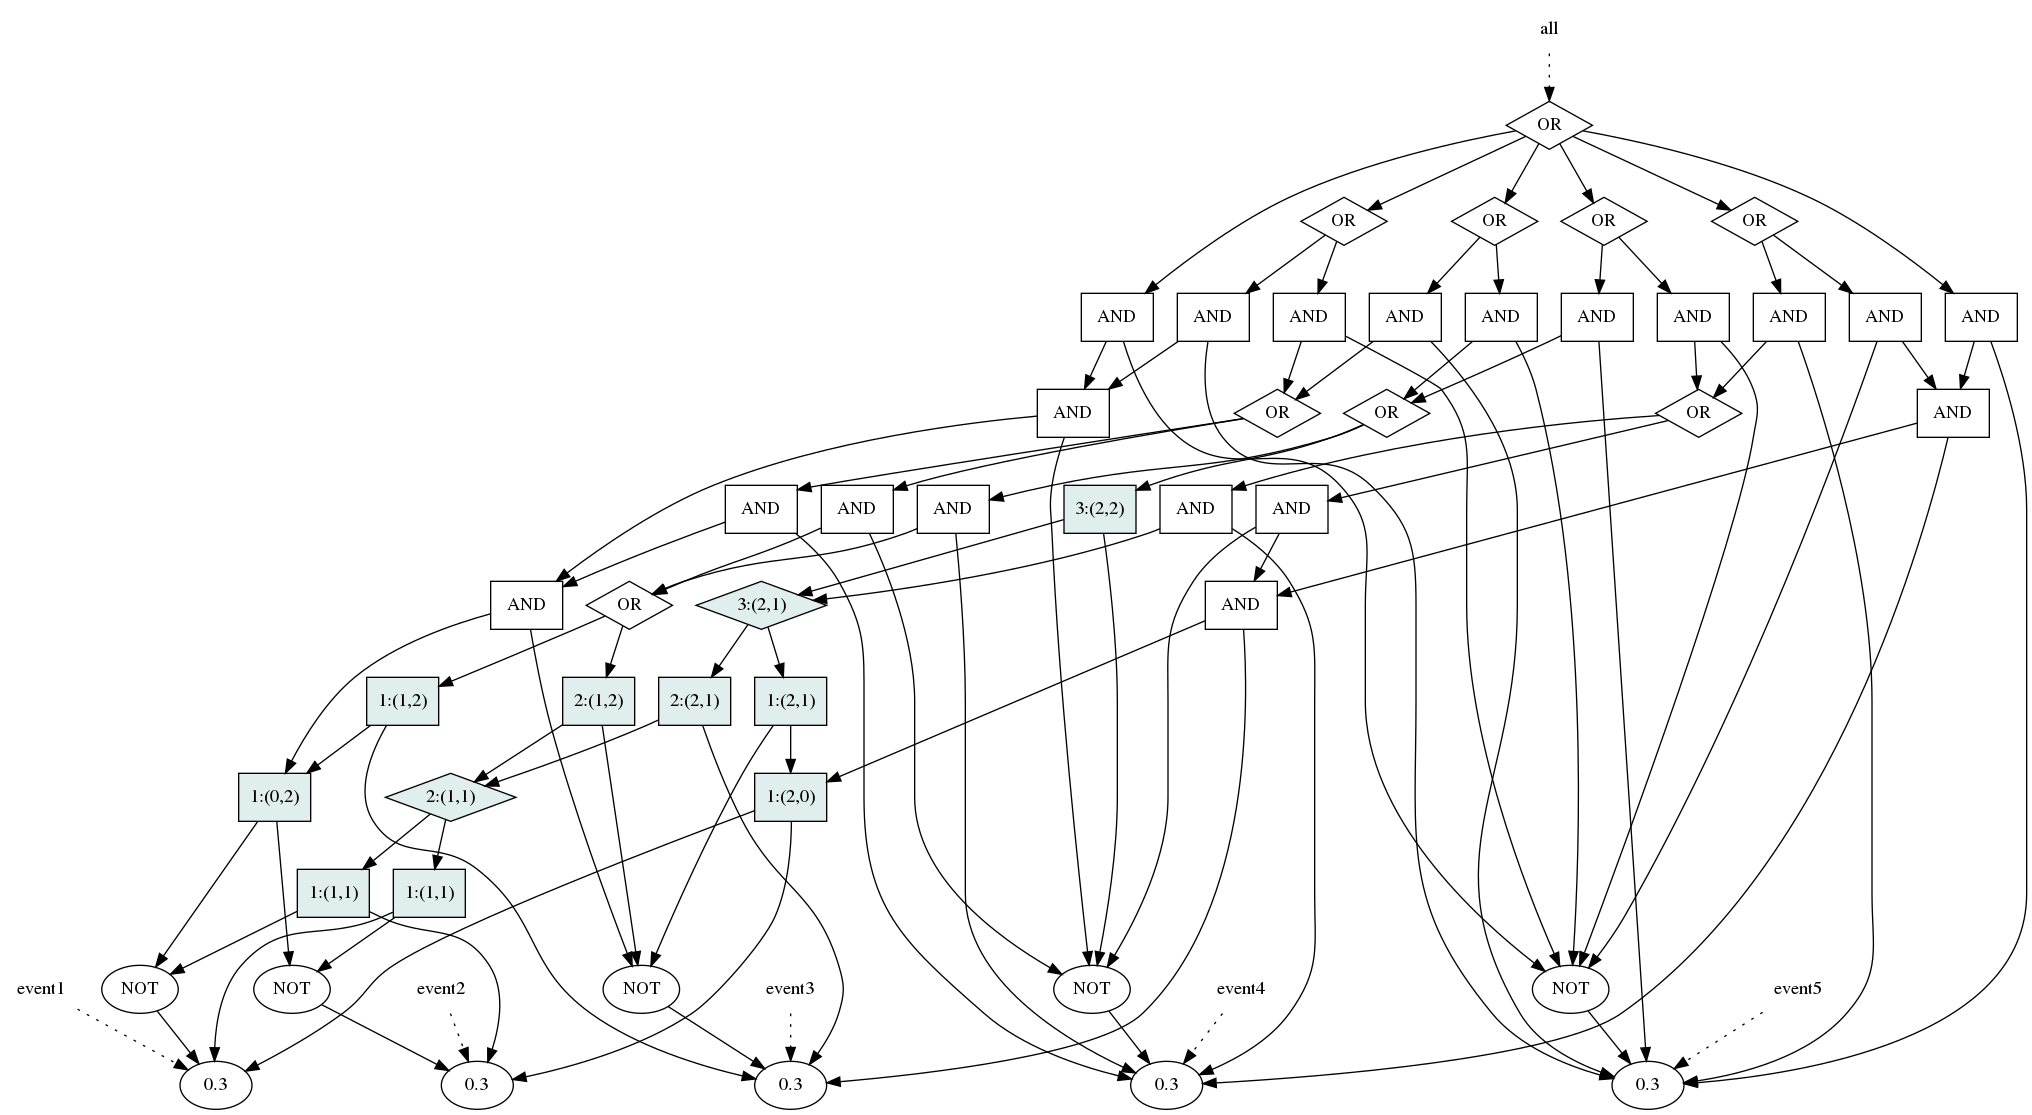 all
OR
OR OR OR OR
AND AND AND AND AND AND AND AND AND AND
AND OR OR OR AND
AND AND AND 3:(2,2) AND AND
AND OR 3:(2,1) AND
1:(1,2) 2:(1,2) 2:(2,1) 1:(2,1)
1:(0,2) 2:(1,1) 1:(2,0)
1:(1,1) 1:(1,1)
event1 NOT NOT event2 NOT event3 NOT event4 NOT event5
0.3 0.3 0.3 0.3 0.3